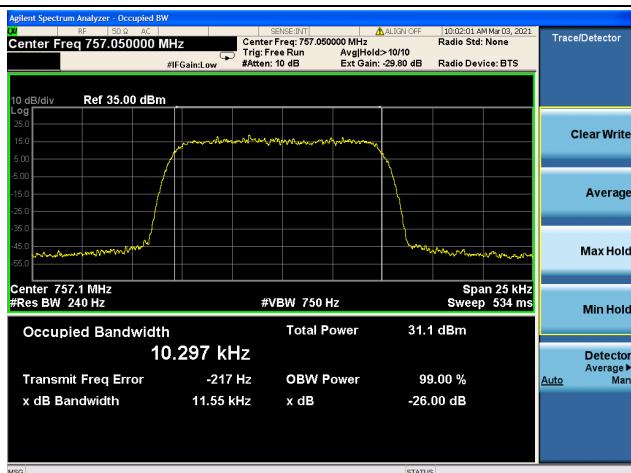 Agilent Spectrum Analyzer - Occupied BW
RF 50 Ω AC SENSE:INT ALIGN OFF 10:02:01 AM Mar 03, 2021
Center Freq 757.050000 MHz
Center Freq: 757.050000 MHz Radio Std: None
Trig: Free Run Avg|Hold:> 10/10
#IFGain:Low #Atten: 10 dB Ext Gain: -29.80 dB Radio Device: BTS
10 dB/div Ref 35.00 dBm
Log
25.0
15.0
5.00
-5.00
-15.0
-25.0
-35.0
-45.0
-55.0
Center 757.1 MHz Span 25 kHz
#Res BW 240 Hz #VBW 750 Hz Sweep 534 ms
Occupied Bandwidth Total Power 31.1 dBm
10.297 kHz
Transmit Freq Error -217 Hz OBW Power 99.00 %
x dB Bandwidth 11.55 kHz x dB -26.00 dB
MSG STATUS
Trace/Detector
Clear Write
Average
Max Hold
Min Hold
Detector
Average
Auto Man